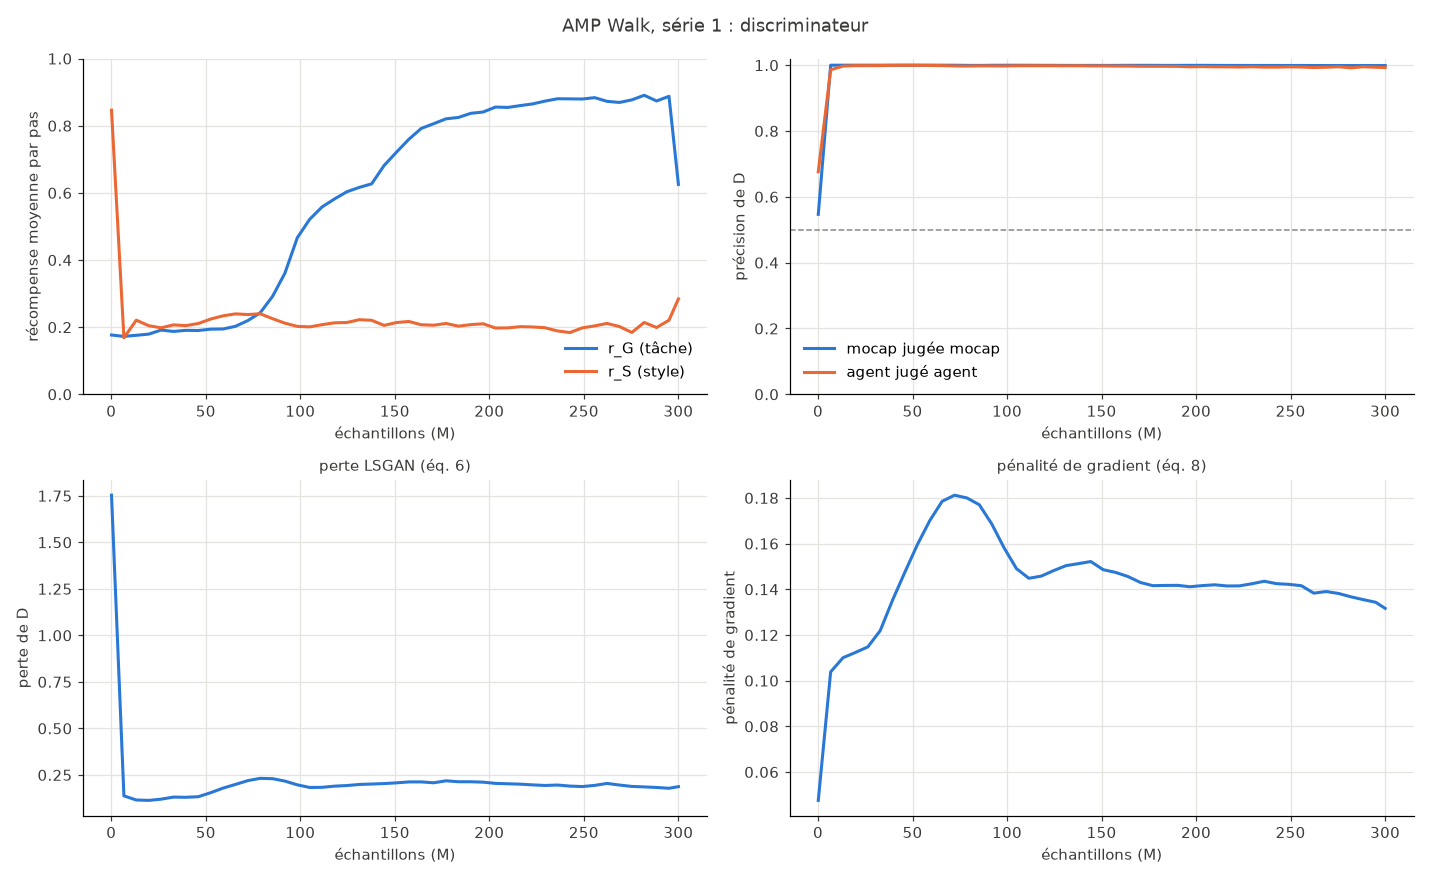 AMP Walk, série 1 : discriminateur
récompense moyenne par pas
1.0
0.8
0.6
0.4
0.2
0.0
r_G (tâche)
r_S (style)
0 50 100 150 200 250 300
échantillons (M)
précision de D
1.0
0.8
0.6
0.4
0.2
0.0
mocap jugée mocap
agent jugé agent
0 50 100 150 200 250 300
échantillons (M)
perte LSGAN (éq. 6)
perte de D
1.75
1.50
1.25
1.00
0.75
0.50
0.25
0 50 100 150 200 250 300
échantillons (M)
pénalité de gradient (éq. 8)
pénalité de gradient
0.18
0.16
0.14
0.12
0.10
0.08
0.06
0 50 100 150 200 250 300
échantillons (M)